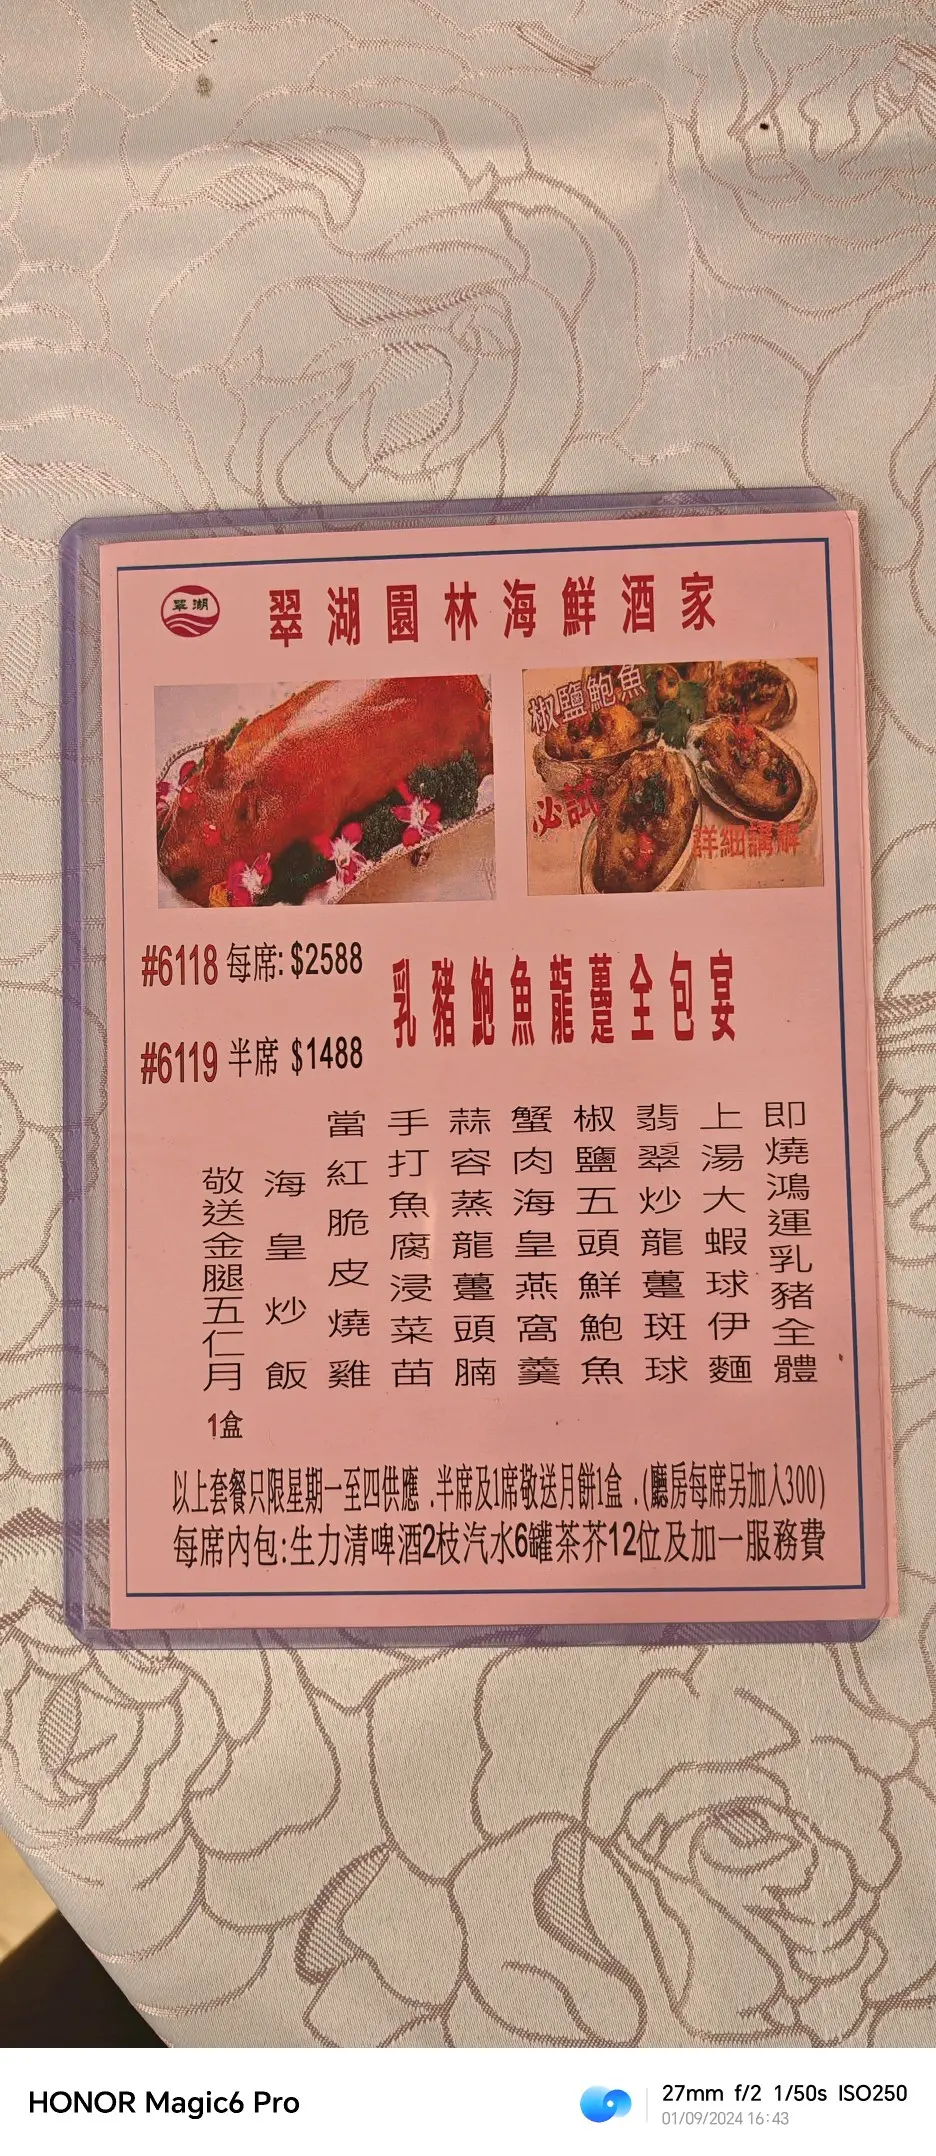 翠湖
翠湖園林海鮮酒家
椒鹽鮑魚
必試
詳細講解
#6118 每席: $2588
#6119 半席 $1488
乳豬鮑魚龍躉全包宴
即燒鴻運乳豬全體
上湯大蝦球伊麵
翡翠炒龍躉斑球
椒鹽五頭鮮鮑魚
蟹肉海皇燕窩羹
蒜容蒸龍躉頭腩
手打魚腐浸菜苗
當紅脆皮燒雞
海皇炒飯
敬送金腿五仁月
1盒
以上套餐只限星期一至四供應 .半席及1席敬送月餅1盒 .(廳房每席另加入300)
每席内包:生力清啤酒2枝汽水6罐茶芥12位及加一服務費
HONOR Magic6 Pro
27mm f/2 1/50s ISO250
01/09/2024 16:43